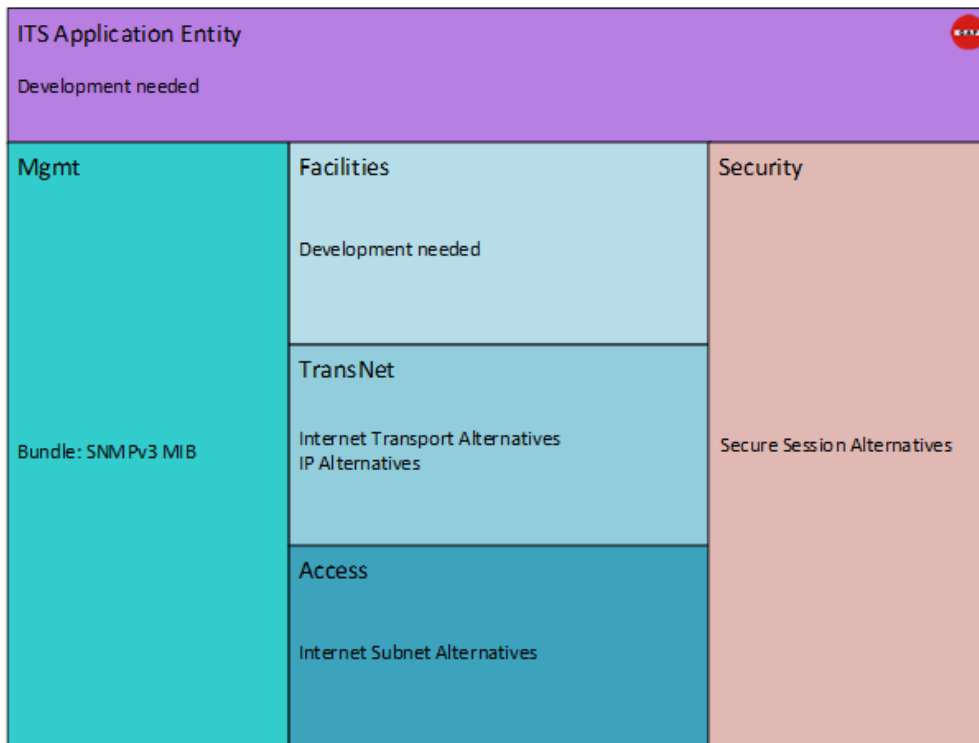 ITS Application Entity
Development needed
Mgmt
Bundle: SNMPv3 MIB
Facilities
Development needed
TransNet
Internet Transport Alternatives
IP Alternatives
Access
Internet Subnet Alternatives
Security
Secure Session Alternatives